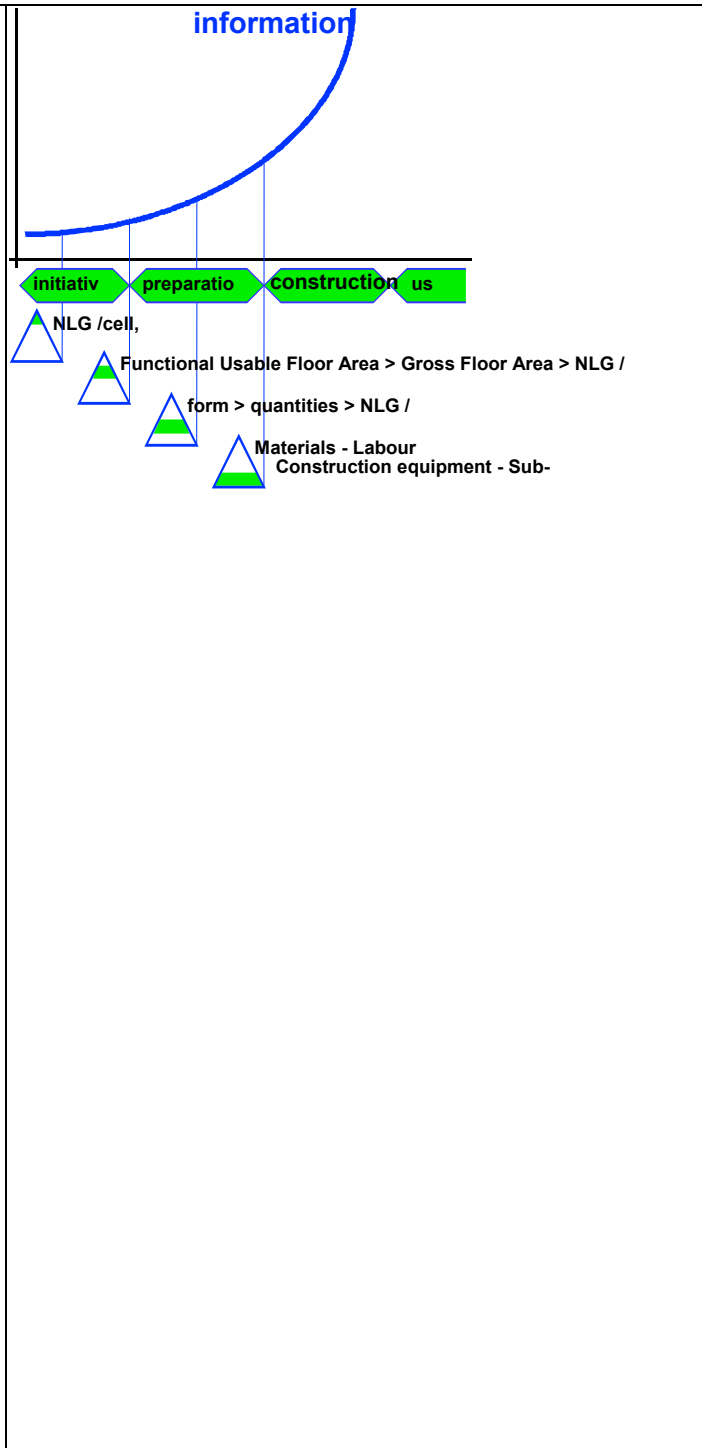 information
initiativ preparatio construction us
NLG /cell,
Functional Usable Floor Area > Gross Floor Area > NLG /
form > quantities > NLG /
Materials - Labour
Construction equipment - Sub-